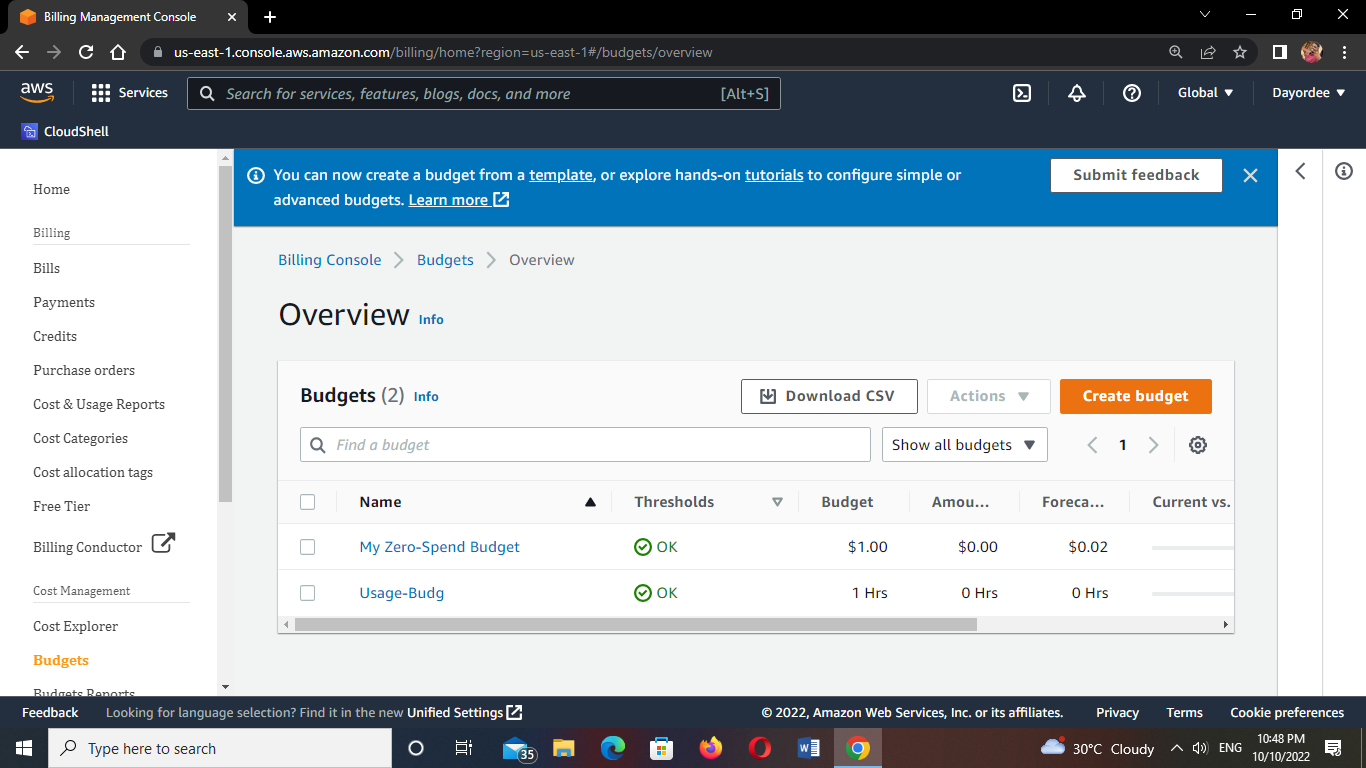 Billing Management Console
us-east-1.console.aws.amazon.com/billing/home?region=us-east-1#/budgets/overview
aws
Services
Search for services, features, blogs, docs, and more
[Alt+S]
Global
Dayordee
CloudShell
Home
Billing
Bills
Payments
Credits
Purchase orders
Cost & Usage Reports
Cost Categories
Cost allocation tags
Free Tier
Billing Conductor
Cost Management
Cost Explorer
Budgets
Budgets Reports
You can now create a budget from a template, or explore hands-on tutorials to configure simple or
advanced budgets. Learn more
Submit feedback
Billing Console
Budgets
Overview
Overview Info
Budgets (2) Info
Download CSV
Actions
Create budget
Find a budget
Show all budgets
1
Name Thresholds Budget Amou... Foreca... Current vs.
My Zero-Spend Budget OK $1.00 $0.00 $0.02
Usage-Budg OK 1 Hrs 0 Hrs 0 Hrs
Feedback
Looking for language selection? Find it in the new Unified Settings
© 2022, Amazon Web Services, Inc. or its affiliates.
Privacy
Terms
Cookie preferences
Type here to search
35
30°C Cloudy
ENG
10:48 PM
10/10/2022